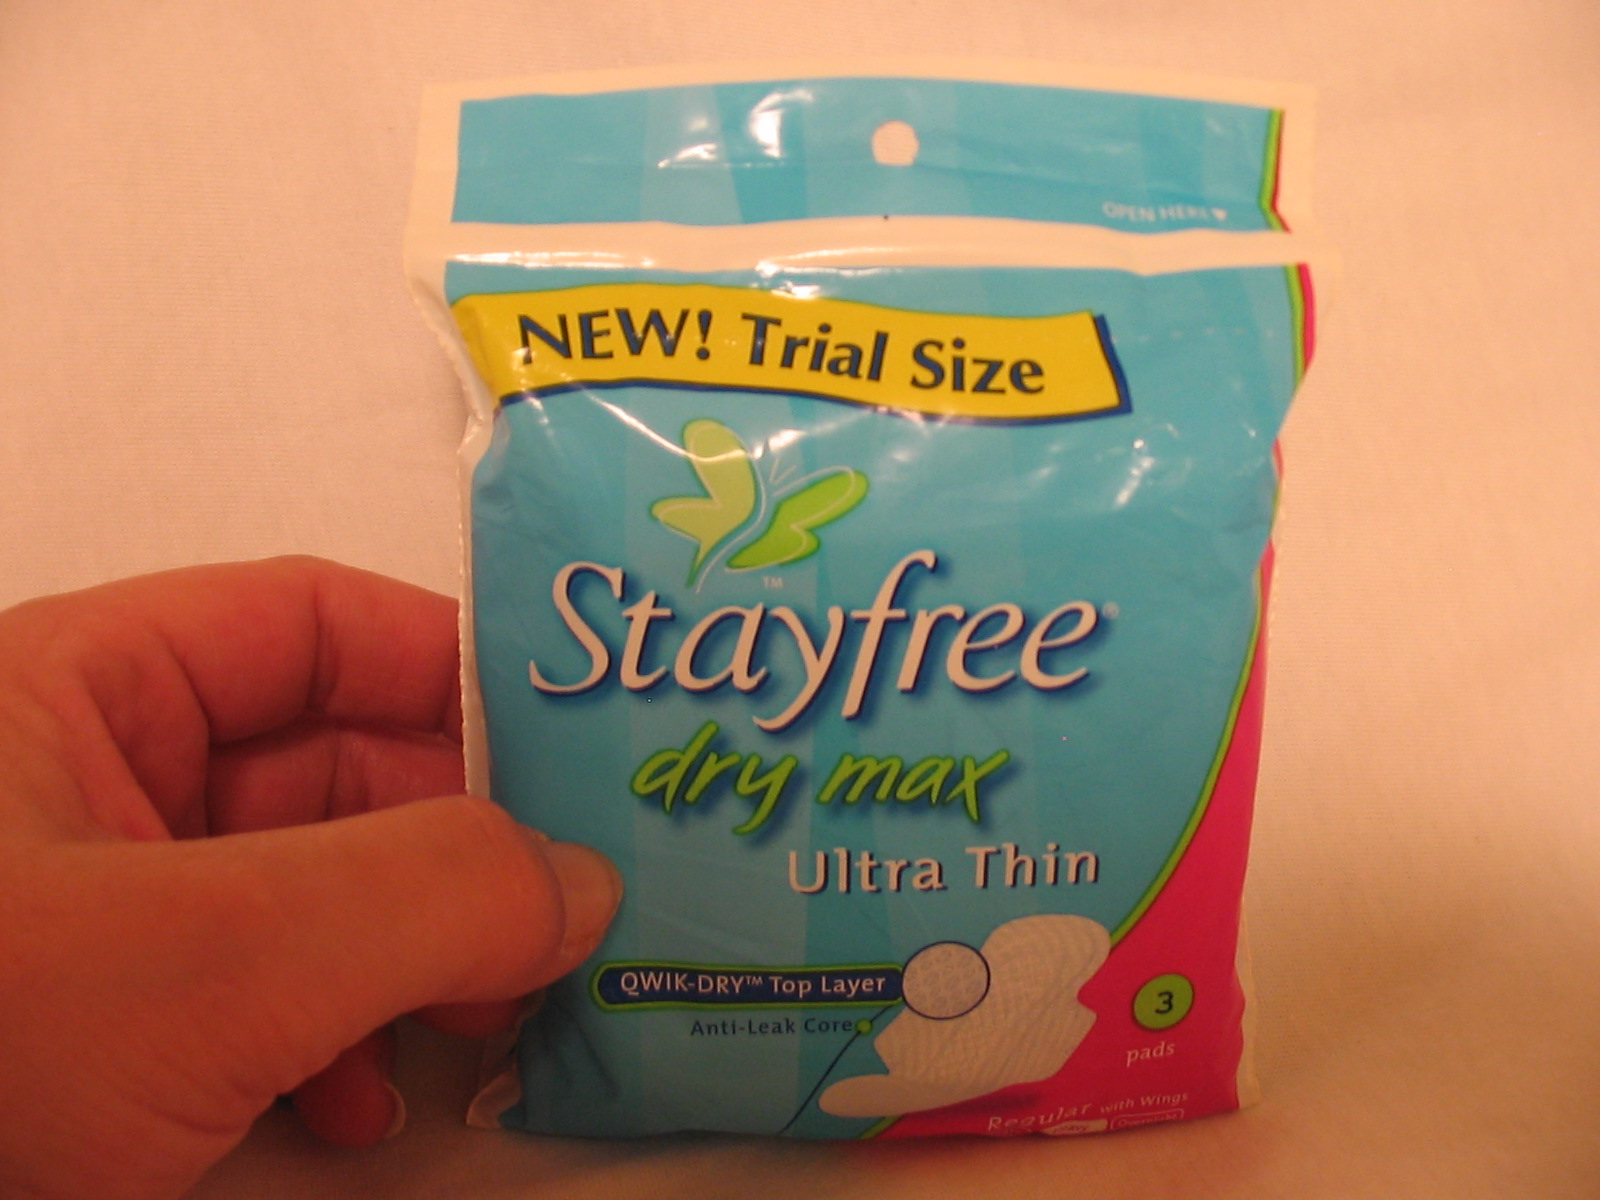 OPEN HERE
NEW! Trial Size
™
Stayfree®
dry max
Ultra Thin
QWIK-DRY™ Top Layer
Anti-Leak Core
3
pads
Regular with Wings
Overnight